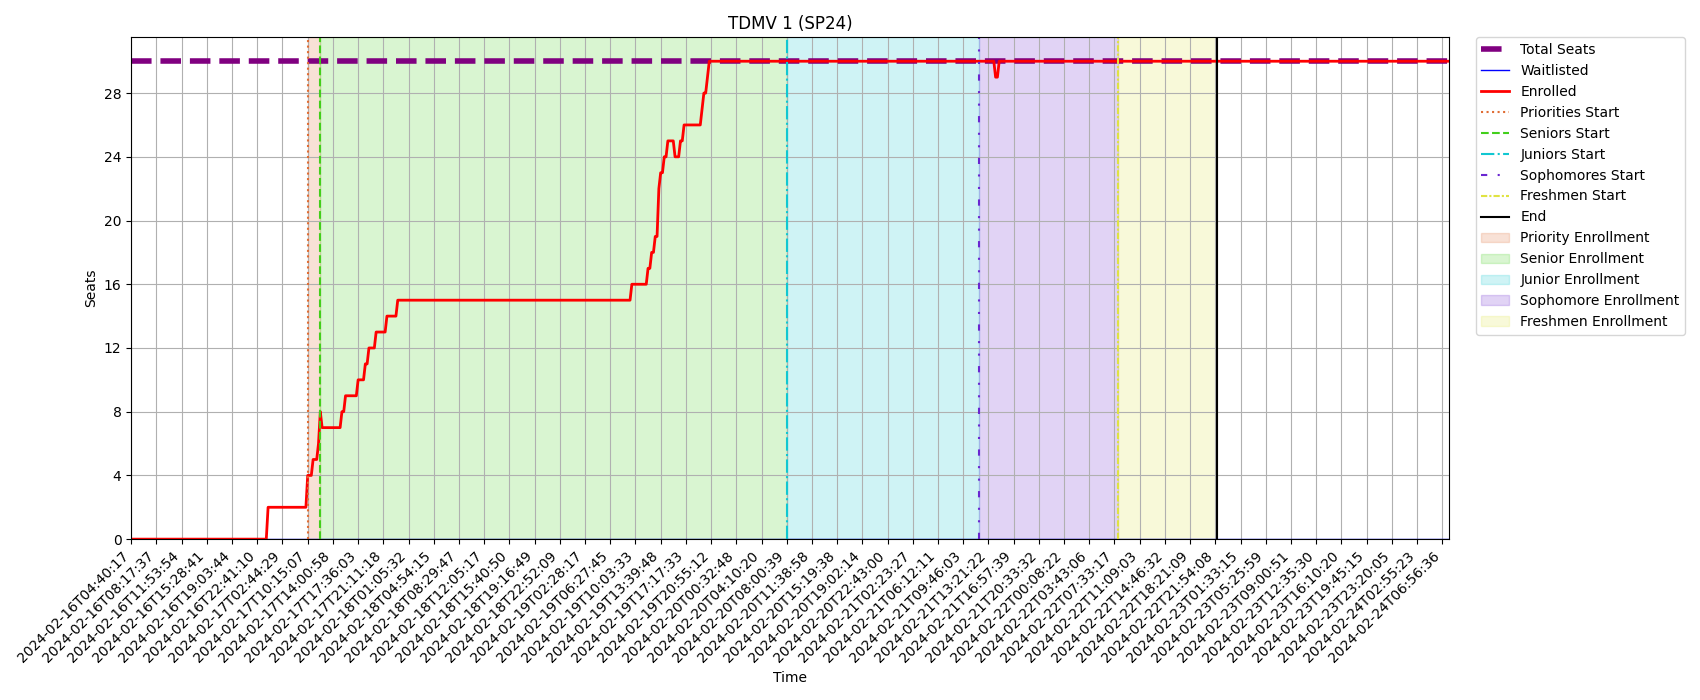 TDMV 1 (SP24)
Seats
28
24
20
16
12
8
4
0
2024-02-16T04:40:17
2024-02-16T08:17:37
2024-02-16T11:53:54
2024-02-16T15:28:41
2024-02-16T19:03:44
2024-02-16T22:41:10
2024-02-17T02:44:29
2024-02-17T10:15:07
2024-02-17T14:00:58
2024-02-17T17:36:03
2024-02-17T21:11:18
2024-02-18T01:05:32
2024-02-18T04:54:15
2024-02-18T08:29:47
2024-02-18T12:05:17
2024-02-18T15:40:50
2024-02-18T19:16:49
2024-02-18T22:52:09
2024-02-19T02:28:17
2024-02-19T06:27:45
2024-02-19T10:03:33
2024-02-19T13:39:48
2024-02-19T17:17:33
2024-02-19T20:55:12
2024-02-20T00:32:48
2024-02-20T04:10:20
2024-02-20T08:00:39
2024-02-20T11:38:58
2024-02-20T15:19:38
2024-02-20T19:02:14
2024-02-20T22:43:00
2024-02-21T02:23:27
2024-02-21T06:12:11
2024-02-21T09:46:03
2024-02-21T13:21:22
2024-02-21T16:57:39
2024-02-21T20:33:32
2024-02-22T00:08:22
2024-02-22T03:43:06
2024-02-22T07:33:17
2024-02-22T11:09:03
2024-02-22T14:46:32
2024-02-22T18:21:09
2024-02-22T21:54:08
2024-02-23T01:33:15
2024-02-23T05:25:59
2024-02-23T09:00:51
2024-02-23T12:35:30
2024-02-23T16:10:20
2024-02-23T19:45:15
2024-02-23T23:20:05
2024-02-24T02:55:23
2024-02-24T06:56:36
Time
Total Seats
Waitlisted
Enrolled
Priorities Start
Seniors Start
Juniors Start
Sophomores Start
Freshmen Start
End
Priority Enrollment
Senior Enrollment
Junior Enrollment
Sophomore Enrollment
Freshmen Enrollment